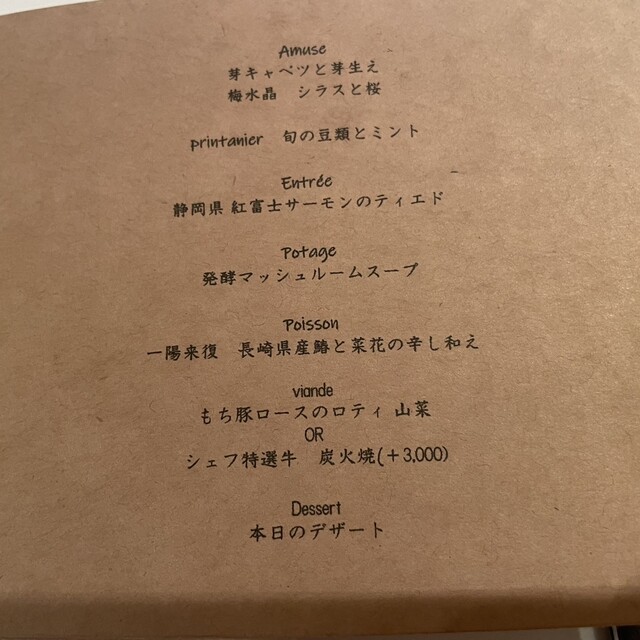 Amuse
芽キャベツと芽生え
梅水晶　シラスと桜
printanier　旬の豆類とミント
Entrée
静岡県 紅富士サーモンのティエド
Potage
発酵マッシュルームスープ
Poisson
一陽来復　長崎県産鰆と菜花の辛し和え
viande
もち豚ロースのロティ 山菜
OR
シェフ特選牛　炭火焼(＋3,000)
Dessert
本日のデザート